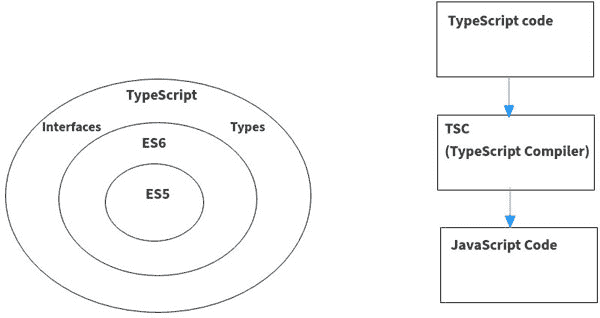 TypeScript
Interfaces
Types
ES6
ES5
TypeScript code
TSC
(TypeScript Compiler)
JavaScript Code